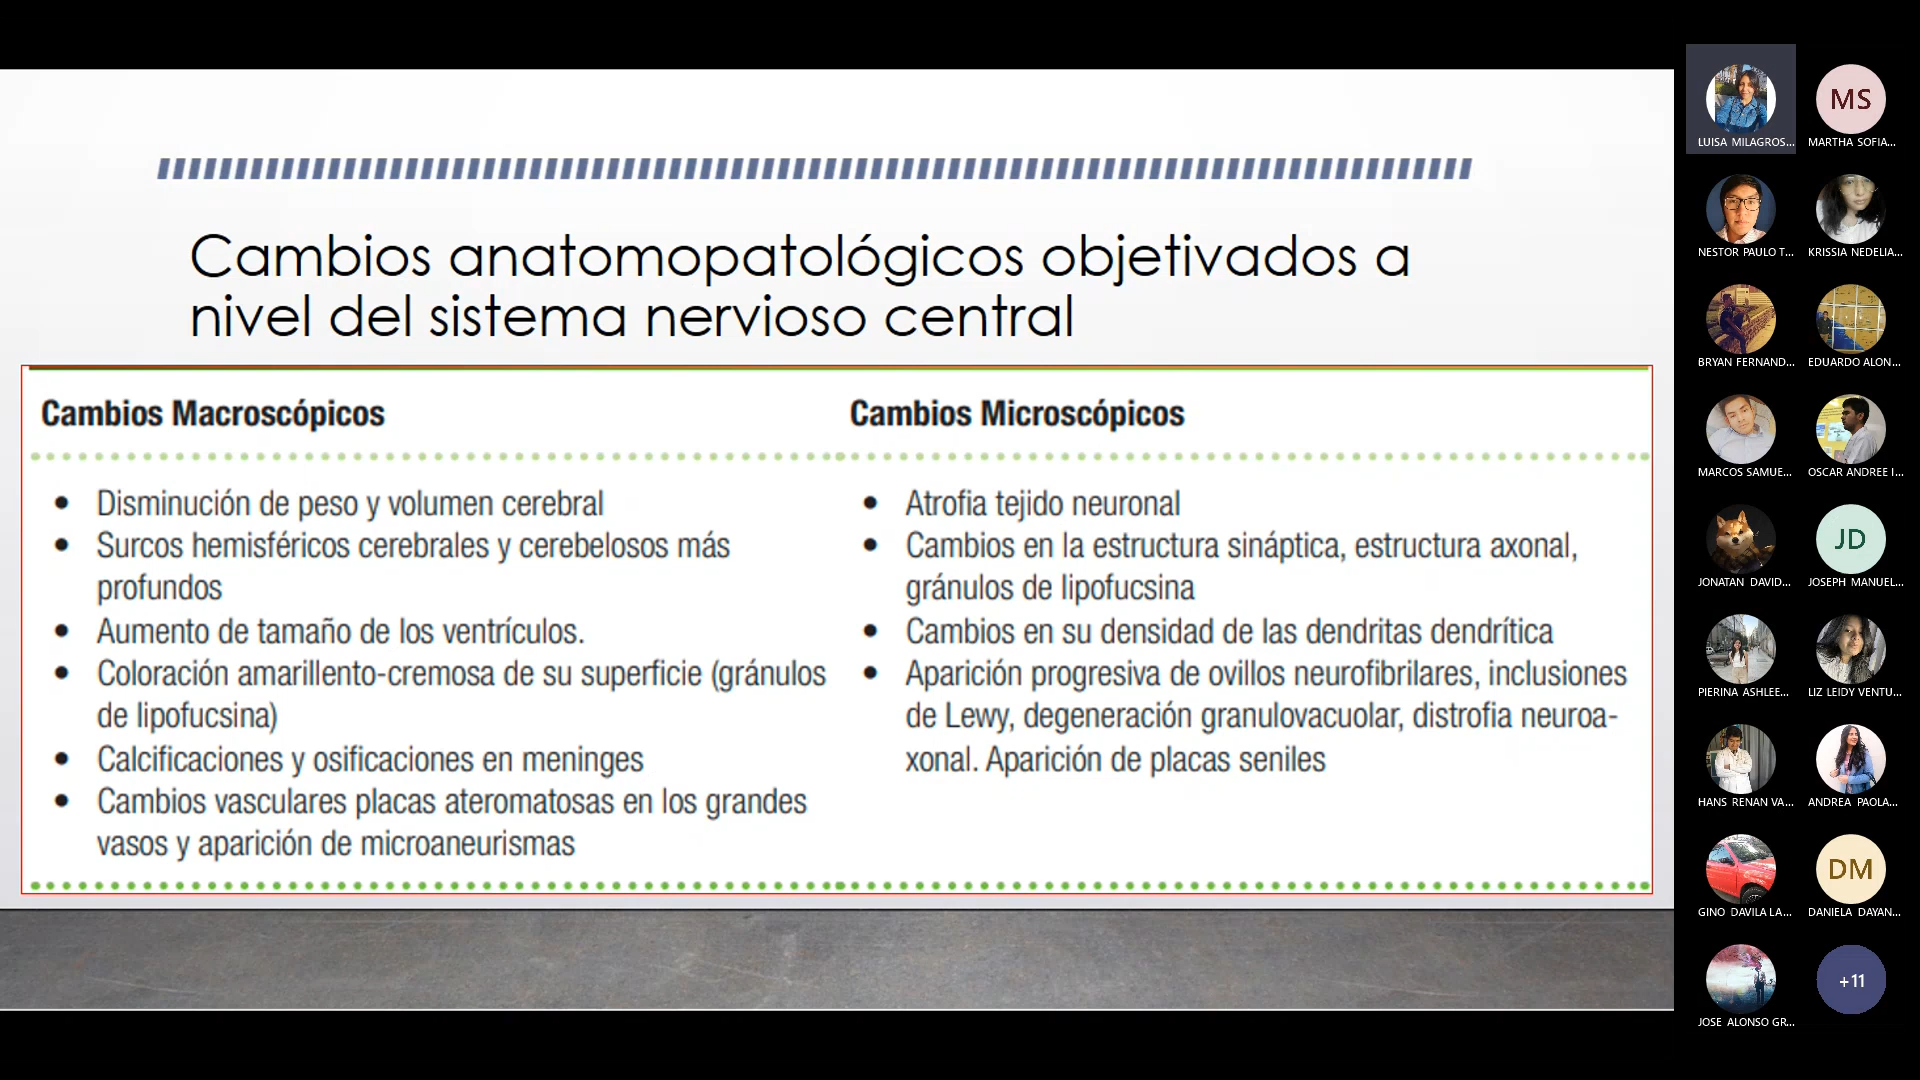 Cambios anatomopatológicos objetivados a
nivel del sistema nervioso central
Cambios Macroscópicos
• Disminución de peso y volumen cerebral
• Surcos hemisféricos cerebrales y cerebelosos más
profundos
• Aumento de tamaño de los ventrículos.
• Coloración amarillento-cremosa de su superficie (gránulos
de lipofucsina)
• Calcificaciones y osificaciones en meninges
• Cambios vasculares placas ateromatosas en los grandes
vasos y aparición de microaneurismas
Cambios Microscópicos
• Atrofia tejido neuronal
• Cambios en la estructura sináptica, estructura axonal,
gránulos de lipofucsina
• Cambios en su densidad de las dendritas dendrítica
• Aparición progresiva de ovillos neurofibrilares, inclusiones
de Lewy, degeneración granulovacuolar, distrofia neuroa-
xonal. Aparición de placas seniles
LUISA MILAGROS...
MS
MARTHA SOFIA...
NESTOR PAULO T...
KRISSIA NEDELIA...
BRYAN FERNAND...
EDUARDO ALON...
MARCOS SAMUE...
OSCAR ANDREE I...
JONATAN DAVID...
JD
JOSEPH MANUEL...
PIERINA ASHLEE...
LIZ LEIDY VENTU...
HANS RENAN VA...
ANDREA PAOLA...
GINO DAVILA LA...
DM
DANIELA DAYAN...
JOSE ALONSO GR...
+11